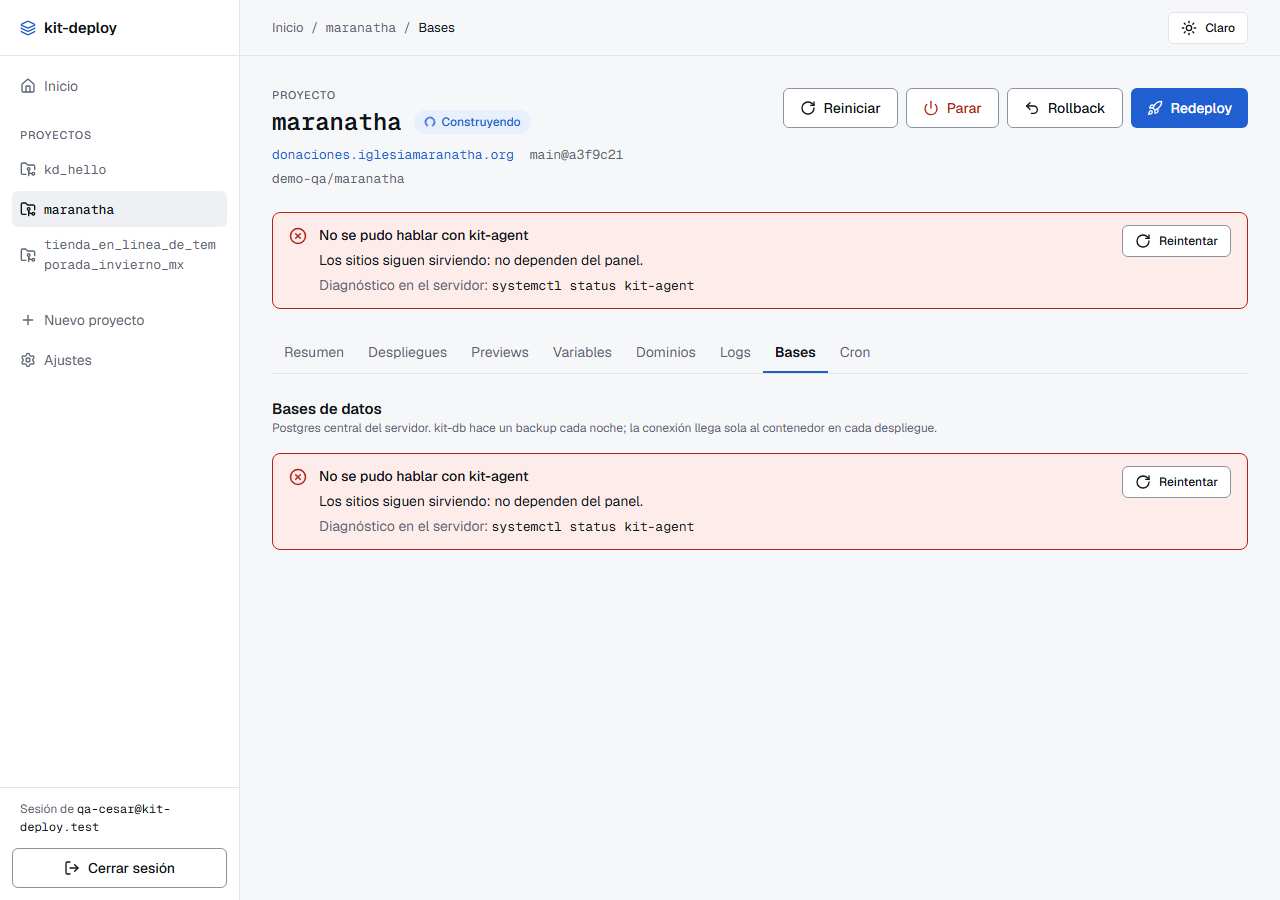 kit-deploy
Inicio / maranatha / Bases
Claro
Inicio
PROYECTOS
kd_hello
maranatha
tienda_en_linea_de_tem
porada_invierno_mx
Nuevo proyecto
Ajustes
Sesión de qa-cesar@kit-
deploy.test
Cerrar sesión
PROYECTO
maranatha Construyendo
Reiniciar Parar Rollback Redeploy
donaciones.iglesiamaranatha.org main@a3f9c21
demo-qa/maranatha
No se pudo hablar con kit-agent
Reintentar
Los sitios siguen sirviendo: no dependen del panel.
Diagnóstico en el servidor: systemctl status kit-agent
Resumen Despliegues Previews Variables Dominios Logs Bases Cron
Bases de datos
Postgres central del servidor. kit-db hace un backup cada noche; la conexión llega sola al contenedor en cada despliegue.
No se pudo hablar con kit-agent
Reintentar
Los sitios siguen sirviendo: no dependen del panel.
Diagnóstico en el servidor: systemctl status kit-agent